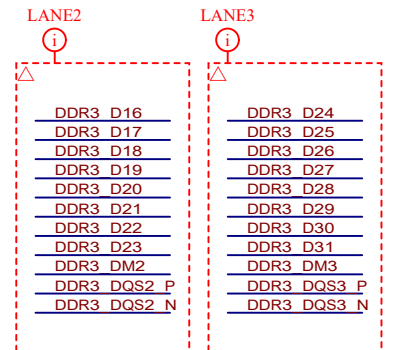 LANE2
i
DDR3_D16
DDR3_D17
DDR3_D18
DDR3_D19
DDR3_D20
DDR3_D21
DDR3_D22
DDR3_D23
DDR3_DM2
DDR3_DQS2_P
DDR3_DQS2_N
LANE3
i
DDR3_D24
DDR3_D25
DDR3_D26
DDR3_D27
DDR3_D28
DDR3_D29
DDR3_D30
DDR3_D31
DDR3_DM3
DDR3_DQS3_P
DDR3_DQS3_N